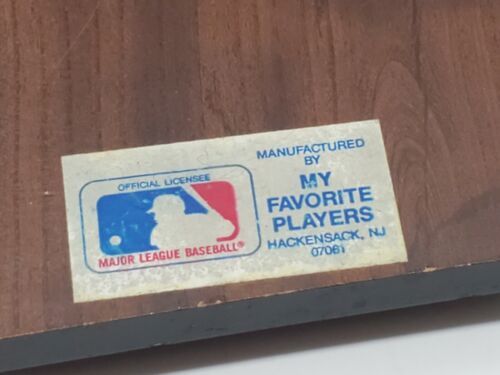 OFFICIAL LICENSEE
MAJOR LEAGUE BASEBALL®
MANUFACTURED
BY
MY
FAVORITE
PLAYERS
HACKENSACK, NJ
07061